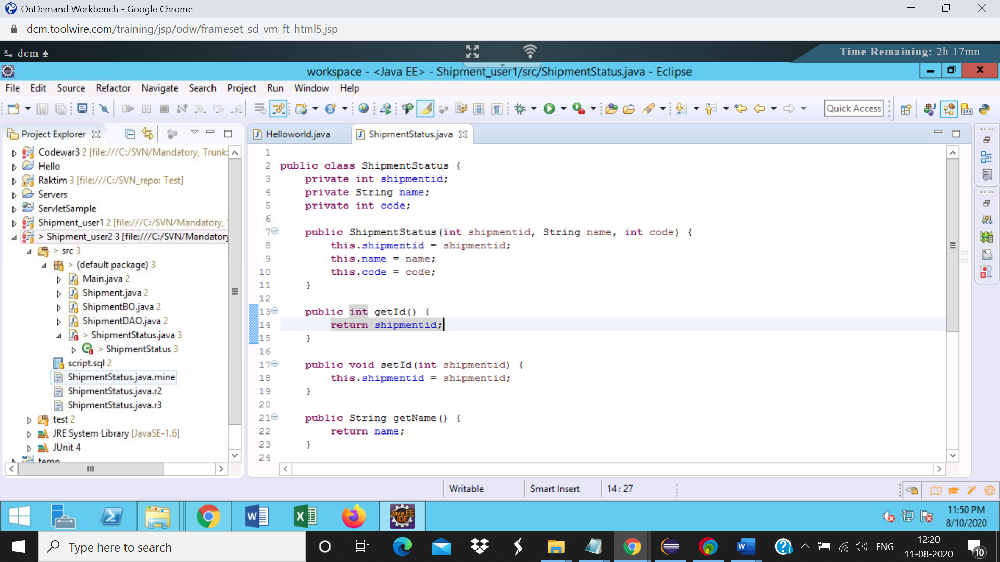 OnDemand Workbench - Google Chrome
dcm.toolwire.com/training/jsp/odw/frameset_sd_vm_ft_html5.jsp
dcm
Time Remaining: 2h 17mn
workspace - <Java EE> - Shipment_user1/src/ShipmentStatus.java - Eclipse
File Edit Source Refactor Navigate Search Project Run Window Help
Quick Access
Project Explorer
Codewar3 2 [file:///C:/SVN/Mandatory, Trunk:
Hello
Raktim 3 [file:///C:/SVN_repo: Test]
Servers
ServletSample
Shipment_user1 2 [file:///C:/SVN/Mandatory,
> Shipment_user2 3 [file:///C:/SVN/Mandatory
> src 3
> (default package) 3
Main.java 2
Shipment.java 2
ShipmentBO.java 2
ShipmentDAO.java 2
> ShipmentStatus.java 3
> ShipmentStatus 3
script.sql 2
ShipmentStatus.java.mine
ShipmentStatus.java.r2
ShipmentStatus.java.r3
test 2
JRE System Library [JavaSE-1.6]
JUnit 4
temp
Helloworld.java
ShipmentStatus.java
1
2 public class ShipmentStatus {
3 private int shipmentid;
4 private String name;
5 private int code;
6
7 public ShipmentStatus(int shipmentid, String name, int code) {
8 this.shipmentid = shipmentid;
9 this.name = name;
10 this.code = code;
11 }
12
13 public int getId() {
14 return shipmentid;
15 }
16
17 public void setId(int shipmentid) {
18 this.shipmentid = shipmentid;
19 }
20
21 public String getName() {
22 return name;
23 }
24
Writable
Smart Insert
14 : 27
Java EE
IDE
11:50 PM
8/10/2020
Type here to search
ENG
12:20
11-08-2020
10